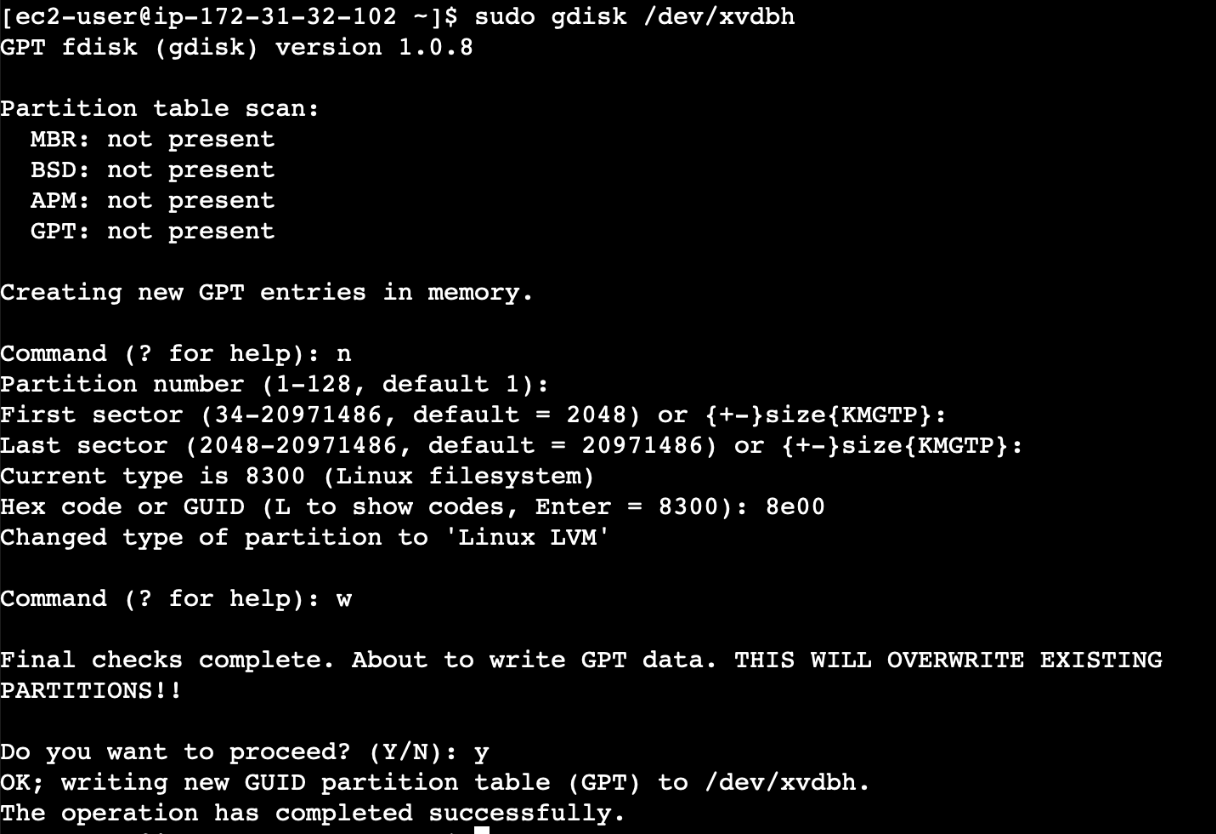 [ec2-user@ip-172-31-32-102 ~]$ sudo gdisk /dev/xvdbh
GPT fdisk (gdisk) version 1.0.8
Partition table scan:
MBR: not present
BSD: not present
APM: not present
GPT: not present
Creating new GPT entries in memory.
Command (? for help): n
Partition number (1-128, default 1):
First sector (34-20971486, default = 2048) or {+-}size{KMGTP}:
Last sector (2048-20971486, default = 20971486) or {+-}size{KMGTP}:
Current type is 8300 (Linux filesystem)
Hex code or GUID (L to show codes, Enter = 8300): 8e00
Changed type of partition to 'Linux LVM'
Command (? for help): w
Final checks complete. About to write GPT data. THIS WILL OVERWRITE EXISTING
PARTITIONS!!
Do you want to proceed? (Y/N): y
OK; writing new GUID partition table (GPT) to /dev/xvdbh.
The operation has completed successfully.